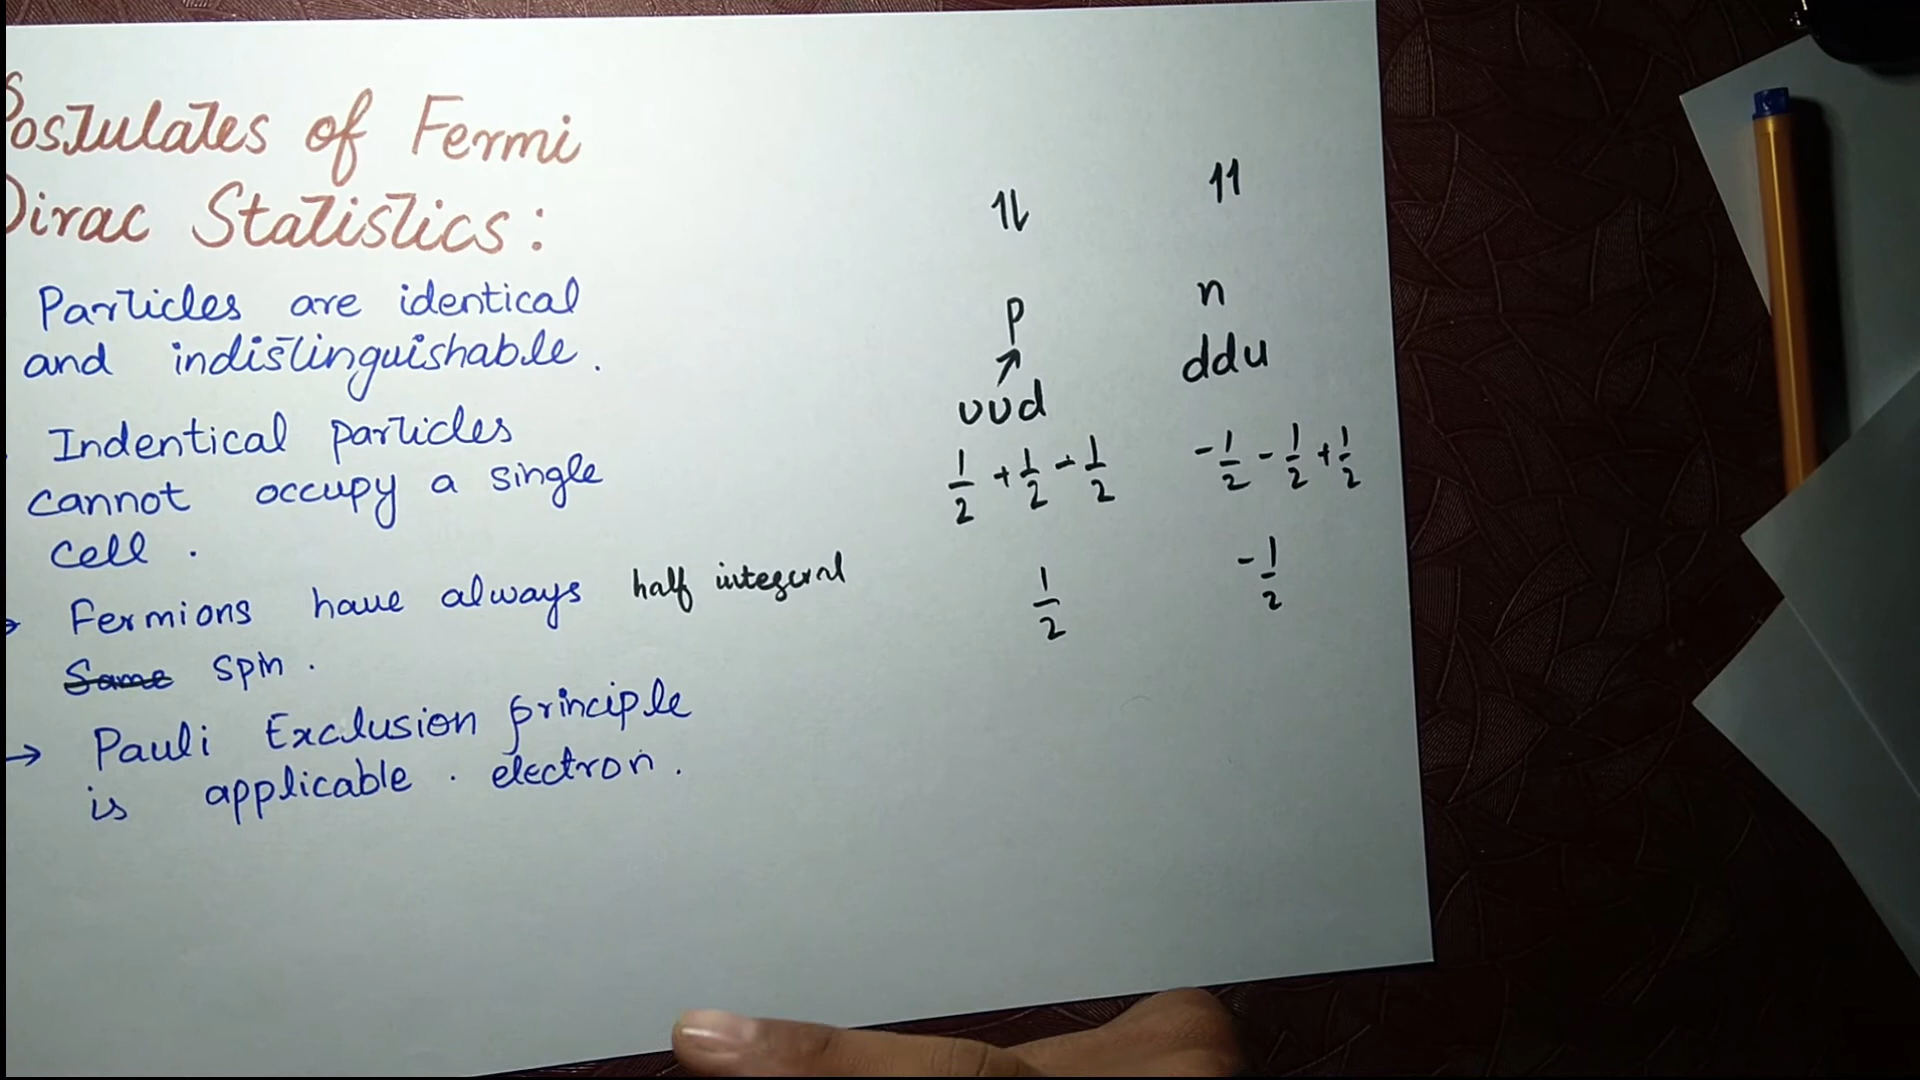 Postulates of Fermi
Dirac Statistics :
Particles are identical
and indistinguishable .
Indentical particles
cannot occupy a single
cell .
→ Fermions have always half integral
Same spin .
→ Pauli Exclusion principle
is applicable . electron .
1l
11
p
n
↗
uud
ddu
1/2 + 1/2 - 1/2
- 1/2 - 1/2 + 1/2
1/2
- 1/2